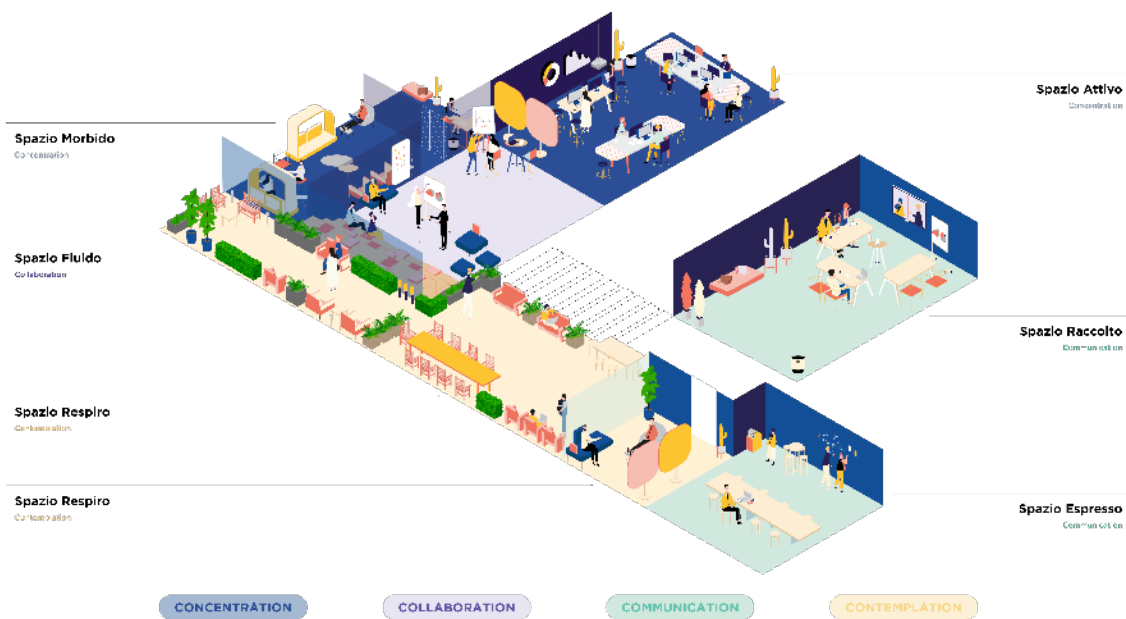 Spazio Attivo
Concentration
Spazio Morbido
Concentration
Spazio Fluido
Collaboration
Spazio Raccolto
Communication
Spazio Respiro
Contemplation
Spazio Respiro
Contemplation
Spazio Espresso
Communication
CONCENTRATION
COLLABORATION
COMMUNICATION
CONTEMPLATION